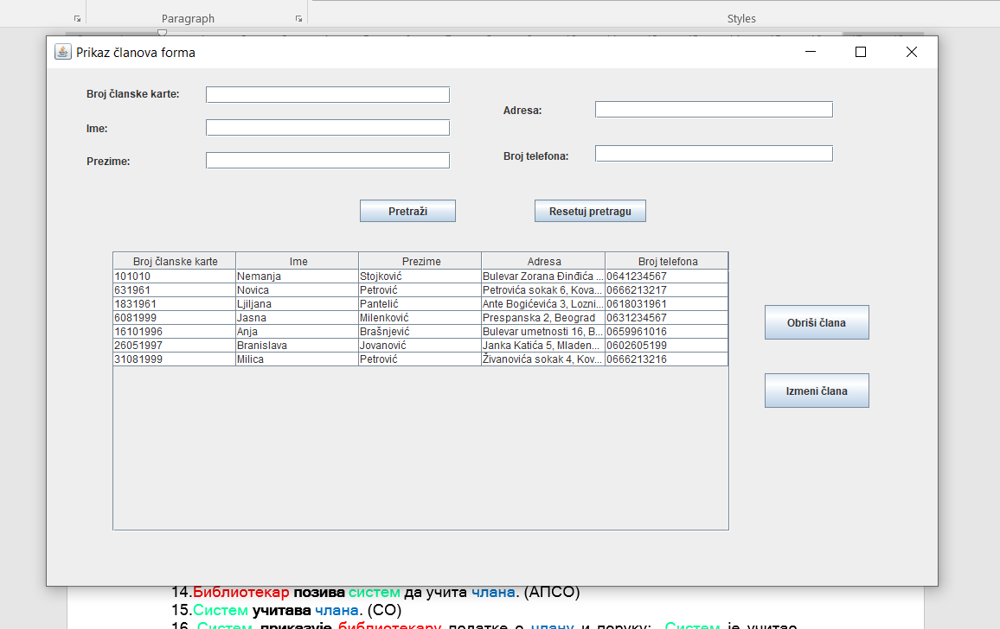 Paragraph Styles
Prikaz članova forma
Broj članske karte:
Adresa:
Ime:
Broj telefona:
Prezime:
Pretraži Resetuj pretragu
Broj članske karte Ime Prezime Adresa Broj telefona
101010 Nemanja Stojković Bulevar Zorana Đinđića ... 0641234567
631961 Novica Petrović Petrovića sokak 6, Kova... 0666213217
1831961 Ljiljana Pantelić Ante Bogićevića 3, Lozni... 0618031961
6081999 Jasna Milenković Prespanska 2, Beograd 0631234567
16101996 Anja Brašnjević Bulevar umetnosti 16, B... 0659961016
26051997 Branislava Jovanović Janka Katića 5, Mladen... 0602605199
31081999 Milica Petrović Živanovića sokak 4, Kov... 0666213216
Obriši člana
Izmeni člana
14.Библиотекар позива систем да учита члана. (АПСО)
15.Систем учитава члана. (СО)
16. Систем приказује библиотекару податке о члану и поруку: Систем је учитао